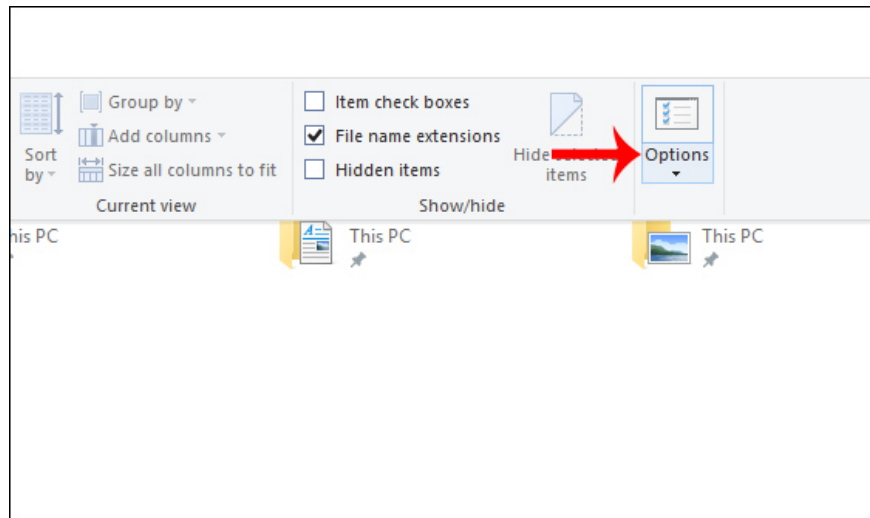 Sort
by
Group by
Add columns
Size all columns to fit
Current view
Item check boxes
File name extensions
Hidden items
Hide selected
items
Show/hide
Options
his PC
This PC
This PC